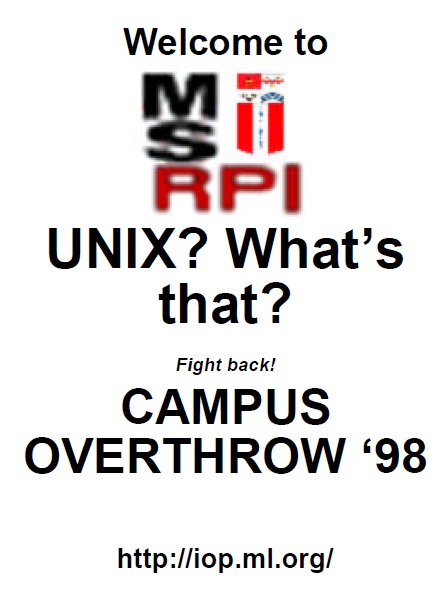 Welcome to
MS
RPI
UNIX? What’s
that?
Fight back!
CAMPUS
OVERTHROW ‘98
http://iop.ml.org/